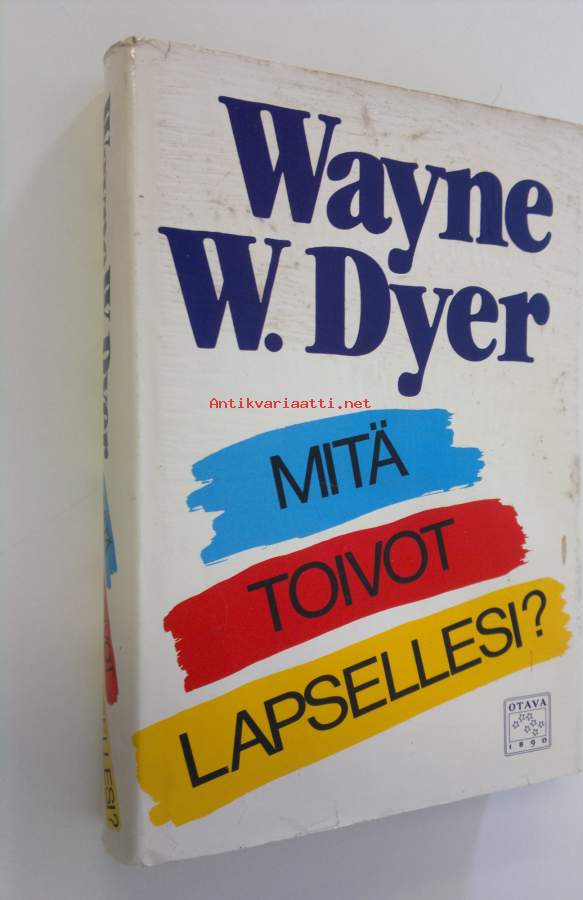 Wayne
W. Dyer
Antikvariaatti.net
MITÄ
TOIVOT
LAPSELLESI?
OTAVA
1890